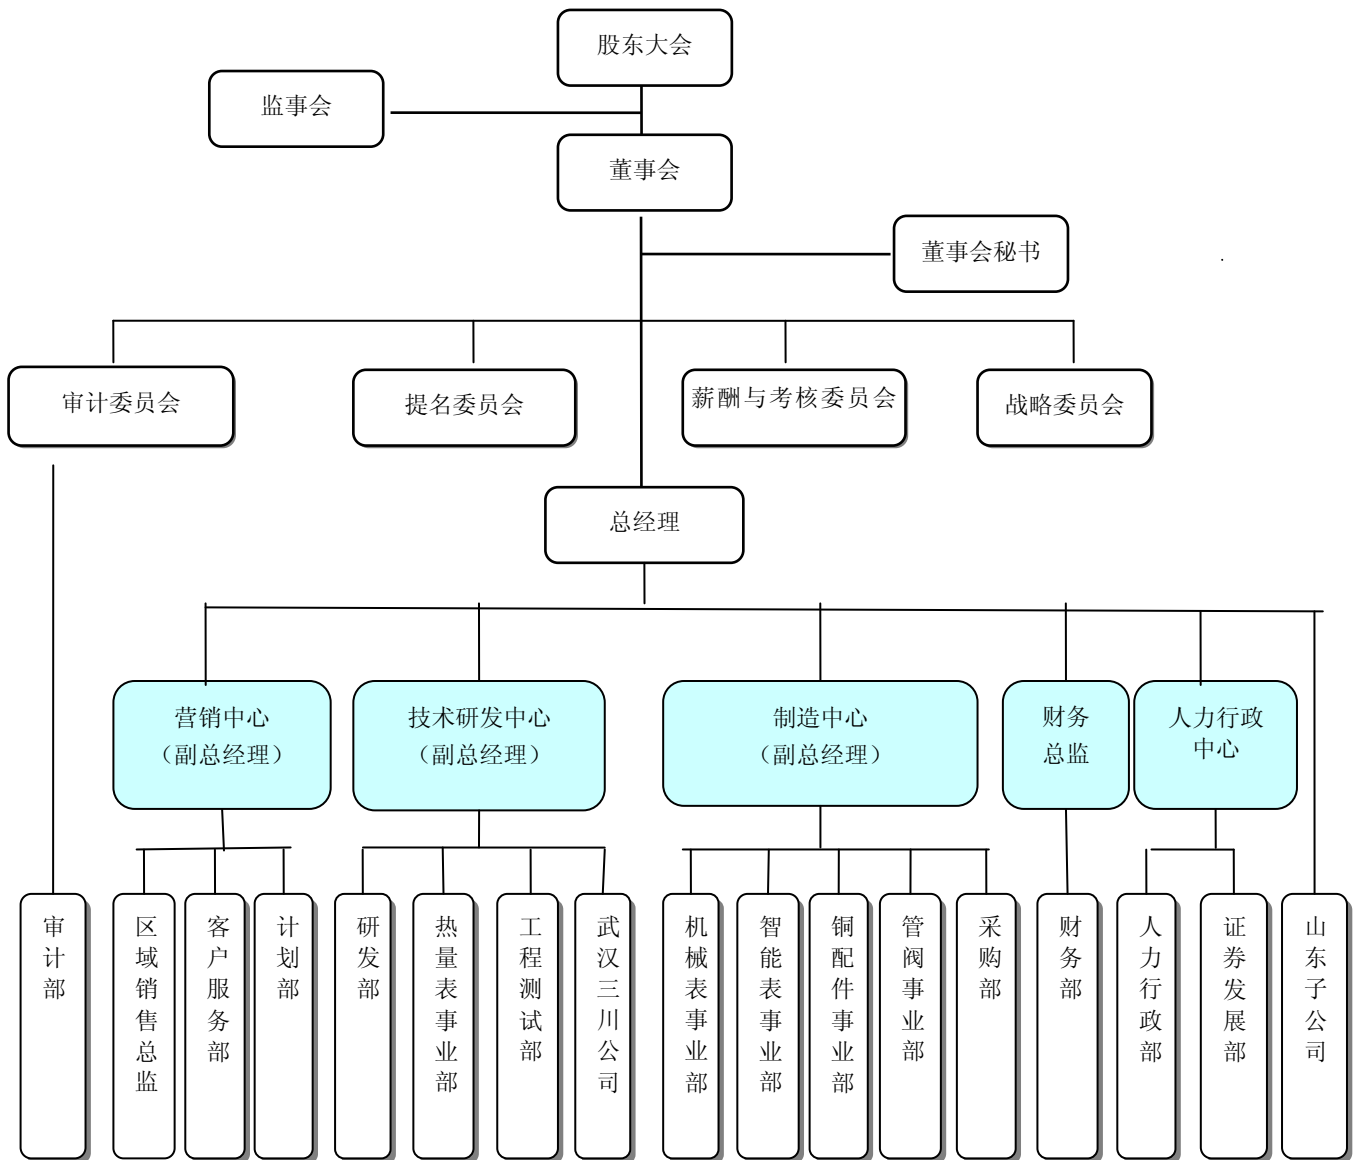 股东大会
监事会
董事会
董事会秘书
审计委员会
提名委员会
薪酬与考核委员会
战略委员会
总经理
营销中心
（副总经理）
技术研发中心
（副总经理）
制造中心
（副总经理）
财务
总监
人力行政
中心
审计部
区域销售总监
客户服务部
计划部
研发部
热量表事业部
工程测试部
武汉三川公司
机械表事业部
智能表事业部
铜配件事业部
管阀事业部
采购部
财务部
人力行政部
证券发展部
山东子公司